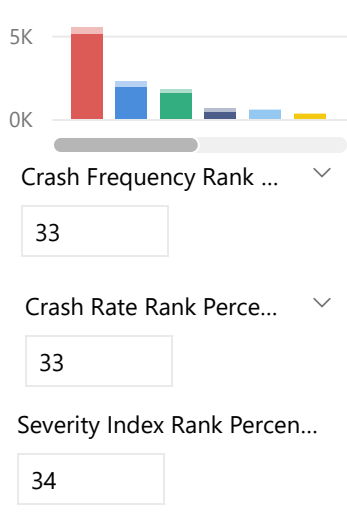 5K
0K
Crash Frequency Rank ...
33
Crash Rate Rank Perce...
33
Severity Index Rank Percen...
34